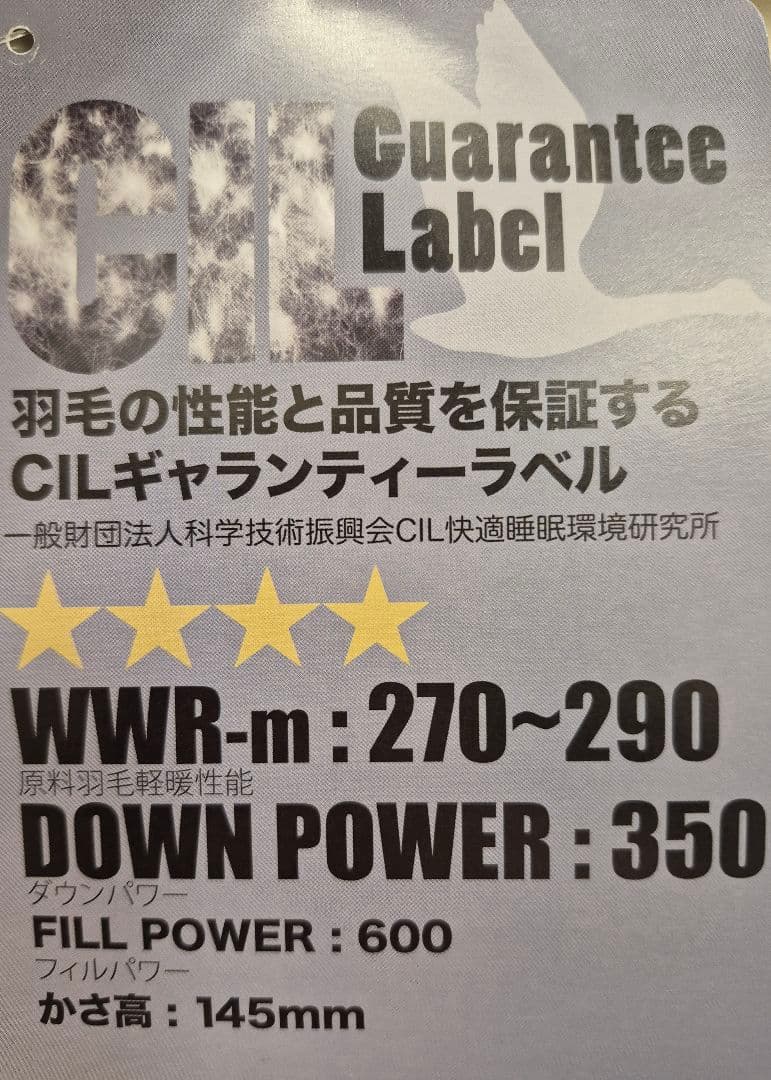 CIL Guarantee
Label
羽毛の性能と品質を保証する
CILギャランティーラベル
一般財団法人科学技術振興会CIL快適睡眠環境研究所
★★★★
WWR-m : 270~290
原料羽毛軽暖性能
DOWN POWER : 350
ダウンパワー
FILL POWER : 600
フィルパワー
かさ高 : 145mm